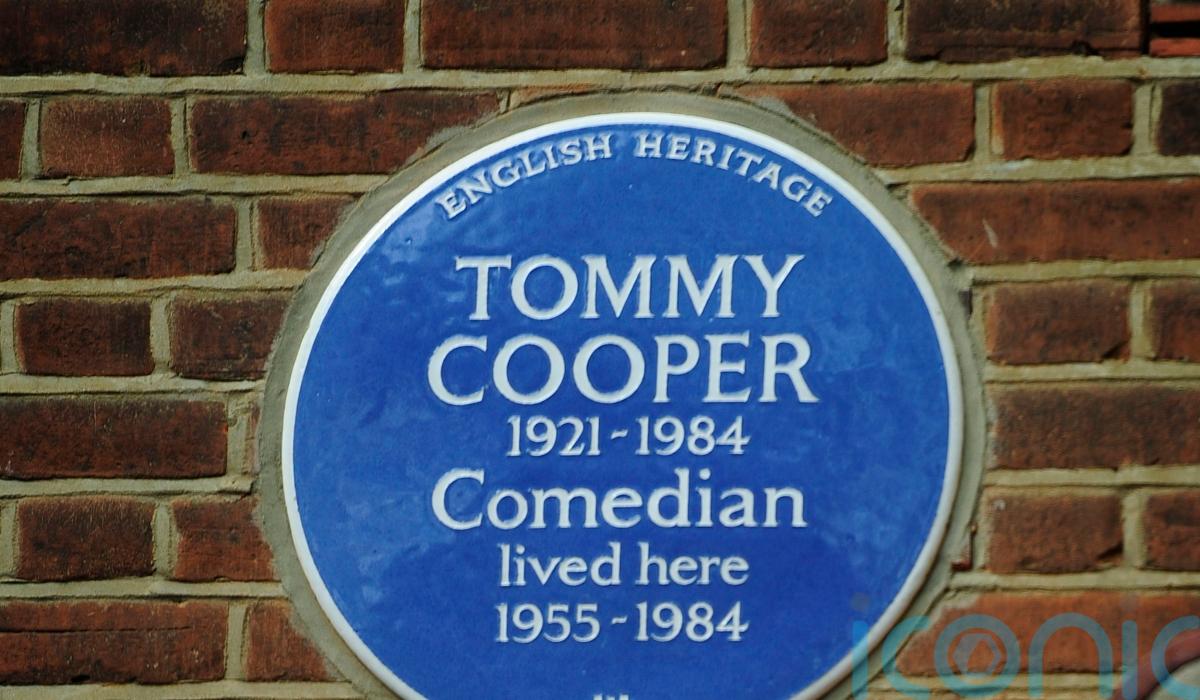 ENGLISH HERITAGE
TOMMY
COOPER
1921-1984
Comedian
lived here
1955-1984
iconic